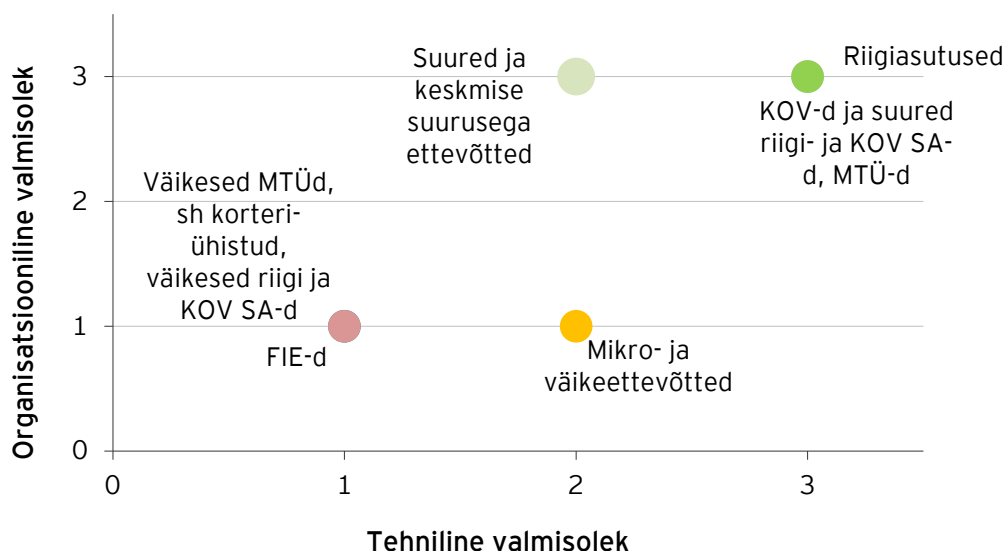 Organisatsiooniline valmisolek
3
2
1
0
Suured ja
keskmise
suurusega
ettevõtted
Riigiasutused
KOV-d ja suured
riigi- ja KOV SA-
d, MTÜ-d
Väikesed MTÜd,
sh korteri-
ühistud,
väikesed riigi ja
KOV SA-d
FIE-d
Mikro- ja
väikeettevõtted
0
1
2
3
Tehniline valmisolek